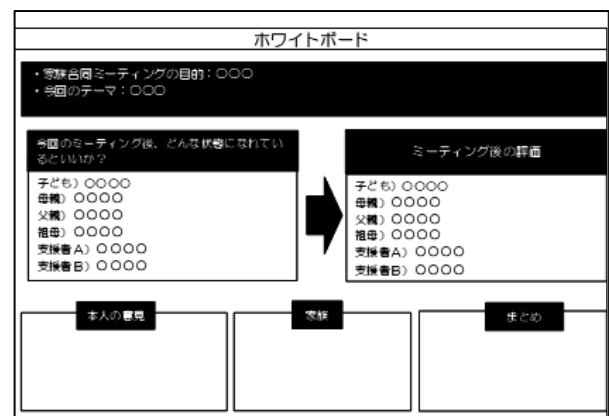 ホワイトボード
・家族合同ミーティングの目的：〇〇〇
・今回のテーマ：〇〇〇
今回のミーティング後、どんな状態になれてい
るといいか？
子ども）〇〇〇〇
母親）〇〇〇〇
父親）〇〇〇〇
祖母）〇〇〇〇
支援者A）〇〇〇〇
支援者B）〇〇〇〇
ミーティング後の評価
子ども）〇〇〇〇
母親）〇〇〇〇
父親）〇〇〇〇
祖母）〇〇〇〇
支援者A）〇〇〇〇
支援者B）〇〇〇〇
本人の意見
家族
まとめ